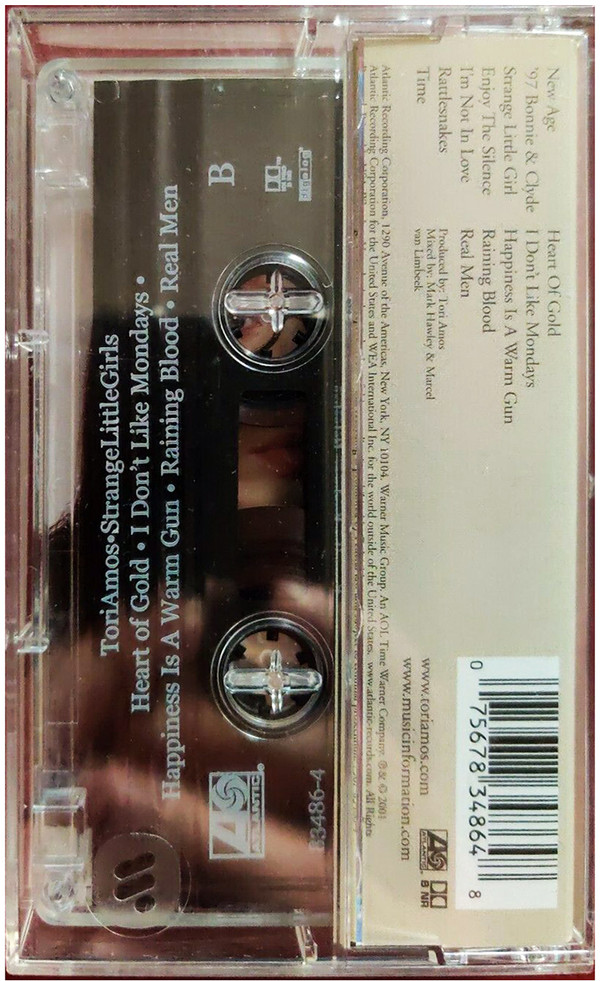 New Age
'97 Bonnie & Clyde
Strange Little Girl
Enjoy The Silence
I'm Not In Love
Rattlesnakes
Time
Heart Of Gold
I Don't Like Mondays
Happiness Is A Warm Gun
Raining Blood
Real Men
Produced by: Tori Amos
Mixed by: Mark Hawley & Marcel
van Limbeek
Atlantic Recording Corporation, 1290 Avenue of the Americas, New York, NY 10104. Warner Music Group, An AOL Time Warner Company. ℗ & © 2001
Atlantic Recording Corporation for the United States and WEA International Inc. for the world outside of the United States. www.atlantic-records.com. All Rights
www.toriamos.com
www.musicinformation.com
ATLANTIC
B NR
0 75678 34864 8
B
ToriAmos•StrangeLittleGirls
Heart of Gold • I Don't Like Mondays •
Happiness Is A Warm Gun • Raining Blood • Real Men
ATLANTIC
83486-4